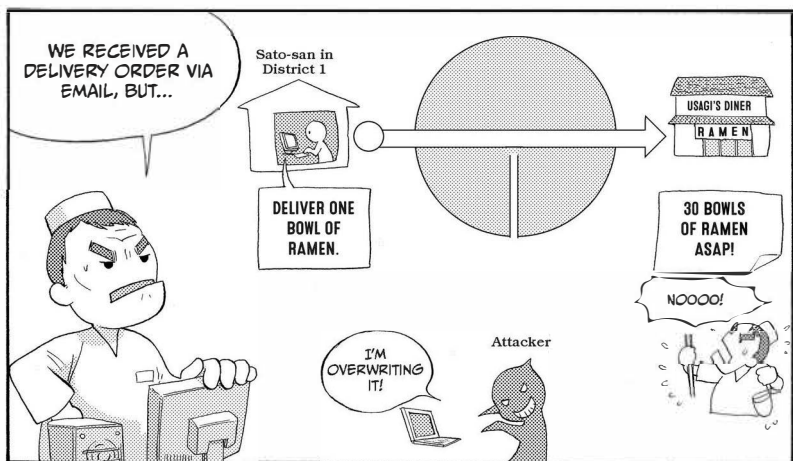 WE RECEIVED A
DELIVERY ORDER VIA
EMAIL, BUT...
Sato-san in
District 1
DELIVER ONE
BOWL OF
RAMEN.
USAGI'S DINER
RAMEN
30 BOWLS
OF RAMEN
ASAP!
NOOOO!
Attacker
I'M
OVERWRITING
IT!